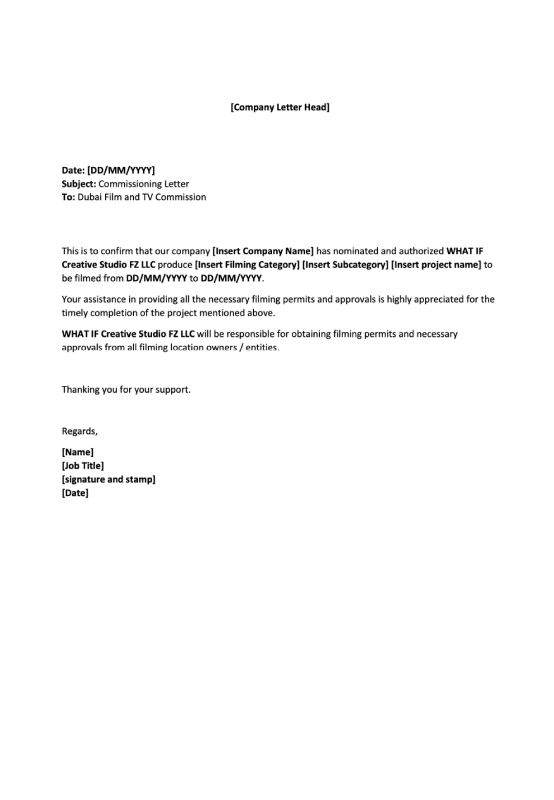 [Company Letter Head]
Date: [DD/MM/YYYY]
Subject: Commissioning Letter
To: Dubai Film and TV Commission
This is to confirm that our company [Insert Company Name] has nominated and authorized WHAT IF
Creative Studio FZ LLC produce [Insert Filming Category] [Insert Subcategory] [Insert project name] to
be filmed from DD/MM/YYYY to DD/MM/YYYY.
Your assistance in providing all the necessary filming permits and approvals is highly appreciated for the
timely completion of the project mentioned above.
WHAT IF Creative Studio FZ LLC will be responsible for obtaining filming permits and necessary
approvals from all filming location owners / entities.
Thanking you for your support.
Regards,
[Name]
[Job Title]
[signature and stamp]
[Date]